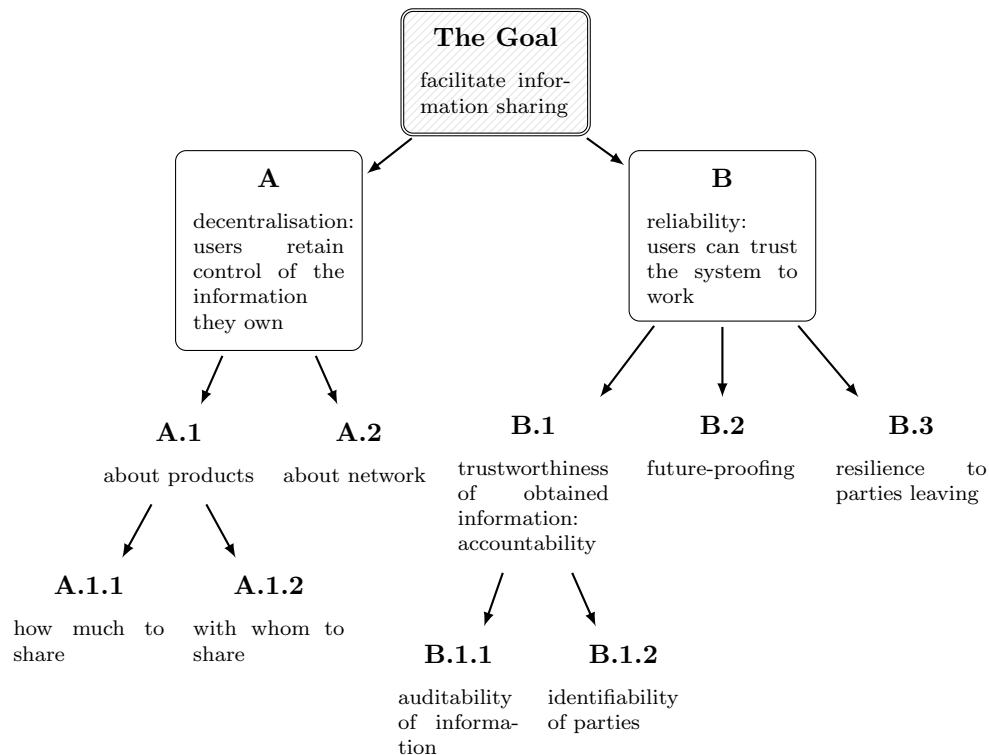 The Goal
facilitate infor-
mation sharing
A
decentralisation:
users retain
control of the
information
they own
B
reliability:
users can trust
the system to
work
A.1
about products
A.2
about network
B.1
trustworthiness
of obtained
information:
accountability
B.2
future-proofing
B.3
resilience to
parties leaving
A.1.1
how much to
share
A.1.2
with whom to
share
B.1.1
auditability
of informa-
tion
B.1.2
identifiability
of parties